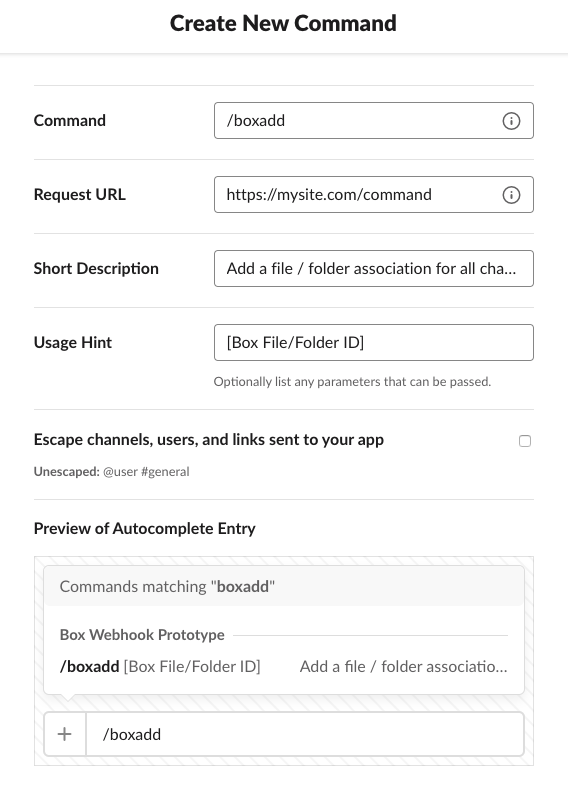 Create New Command
Command
/boxadd
Request URL
https://mysite.com/command
Short Description
Add a file / folder association for all cha...
Usage Hint
[Box File/Folder ID]
Optionally list any parameters that can be passed.
Escape channels, users, and links sent to your app
Unescaped: @user #general
Preview of Autocomplete Entry
Commands matching "boxadd"
Box Webhook Prototype
/boxadd [Box File/Folder ID] Add a file / folder associatio...
+ /boxadd